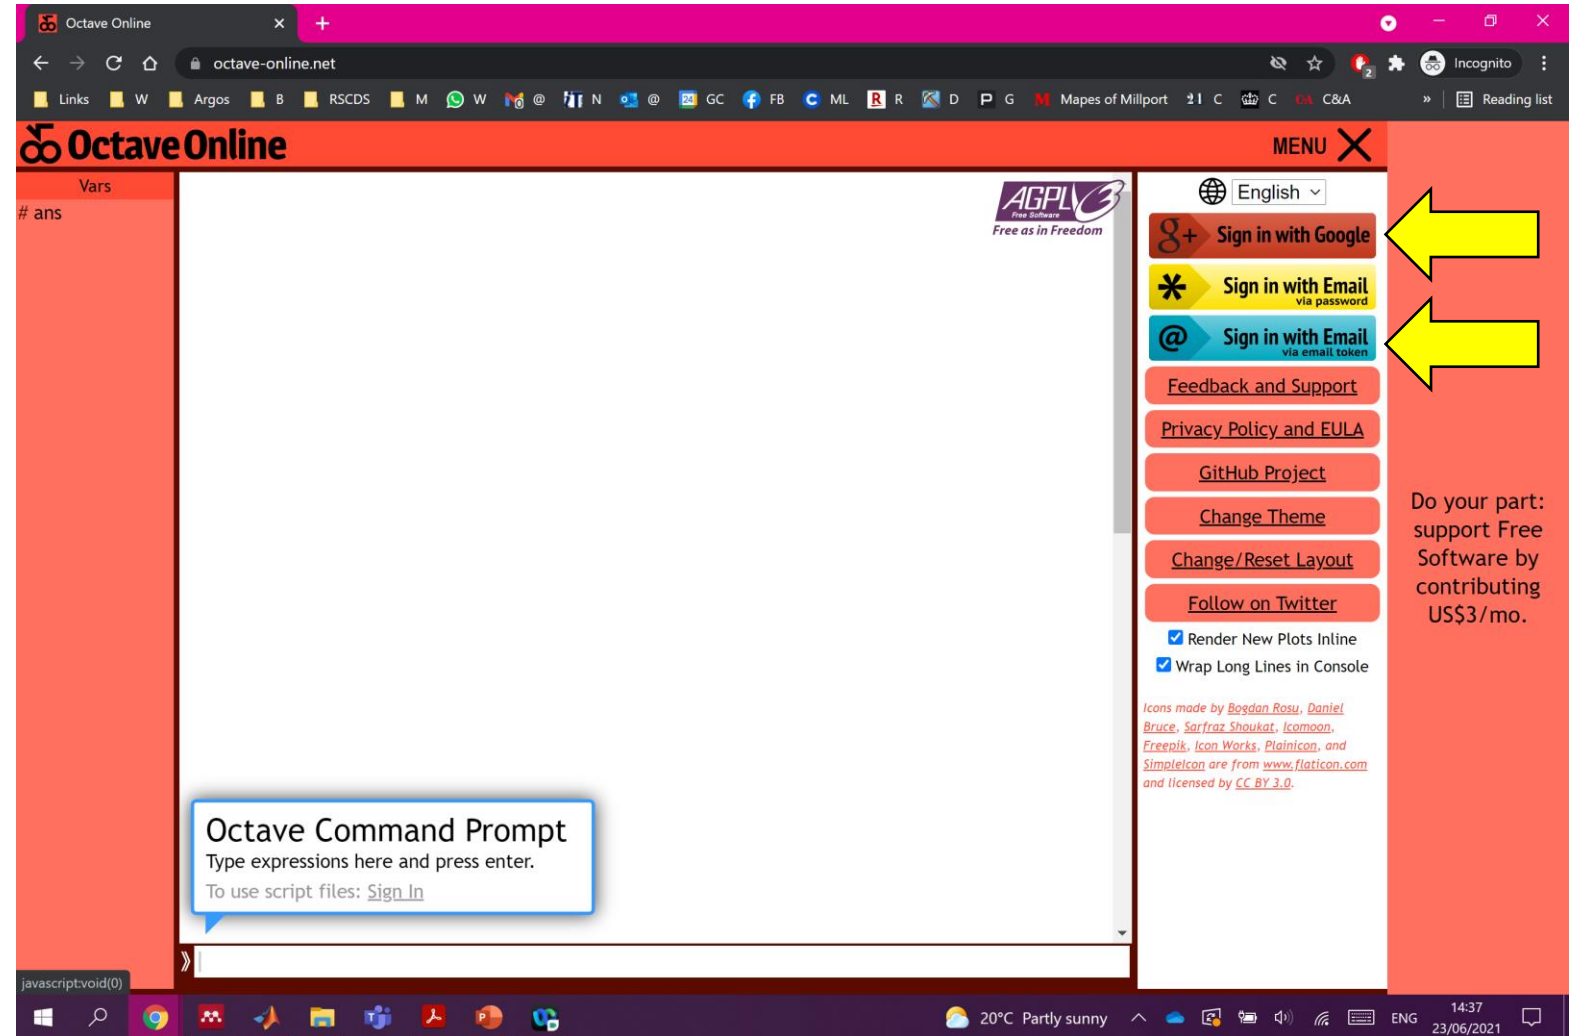 Octave Online
octave-online.net
2
Incognito
Links
W
Argos
B
RSCDS
M
W
@
N
@
24
GC
FB
C
ML
R
R
D
P
G
M
Mapes of Millport
21
C
C
CA
C&A
»
Reading list
Octave Online
MENU
Vars
# ans
AGPL v3
Free Software
Free as in Freedom
English
g+ Sign in with Google
* Sign in with Email
via password
@ Sign in with Email
via email token
Feedback and Support
Privacy Policy and EULA
GitHub Project
Change Theme
Change/Reset Layout
Follow on Twitter
Render New Plots Inline
Wrap Long Lines in Console
Icons made by Bogdan Rosu, Daniel
Bruce, Sarfraz Shoukat, Icomoon,
Freepik, Icon Works, Plainicon, and
SimpleIcon are from www.flaticon.com
and licensed by CC BY 3.0.
Do your part:
support Free
Software by
contributing
US$3/mo.
Octave Command Prompt
Type expressions here and press enter.
To use script files: Sign In
»
javascript:void(0)
20°C Partly sunny
ENG
14:37
23/06/2021